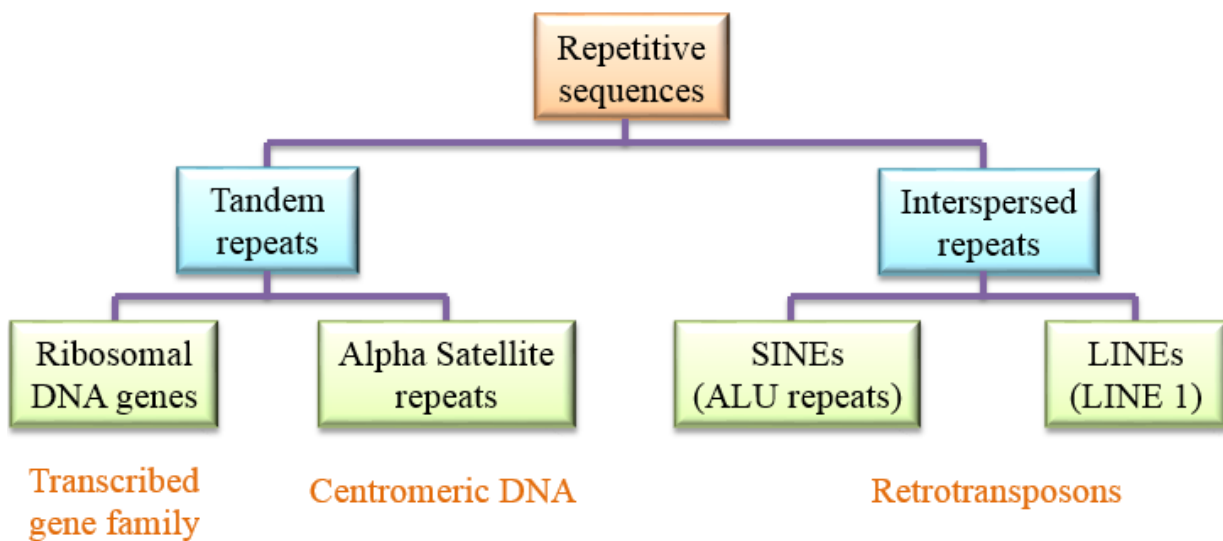 Repetitive
sequences
Tandem
repeats
Interspersed
repeats
Ribosomal
DNA genes
Alpha Satellite
repeats
SINEs
(ALU repeats)
LINEs
(LINE 1)
Transcribed
gene family
Centromeric DNA
Retrotransposons